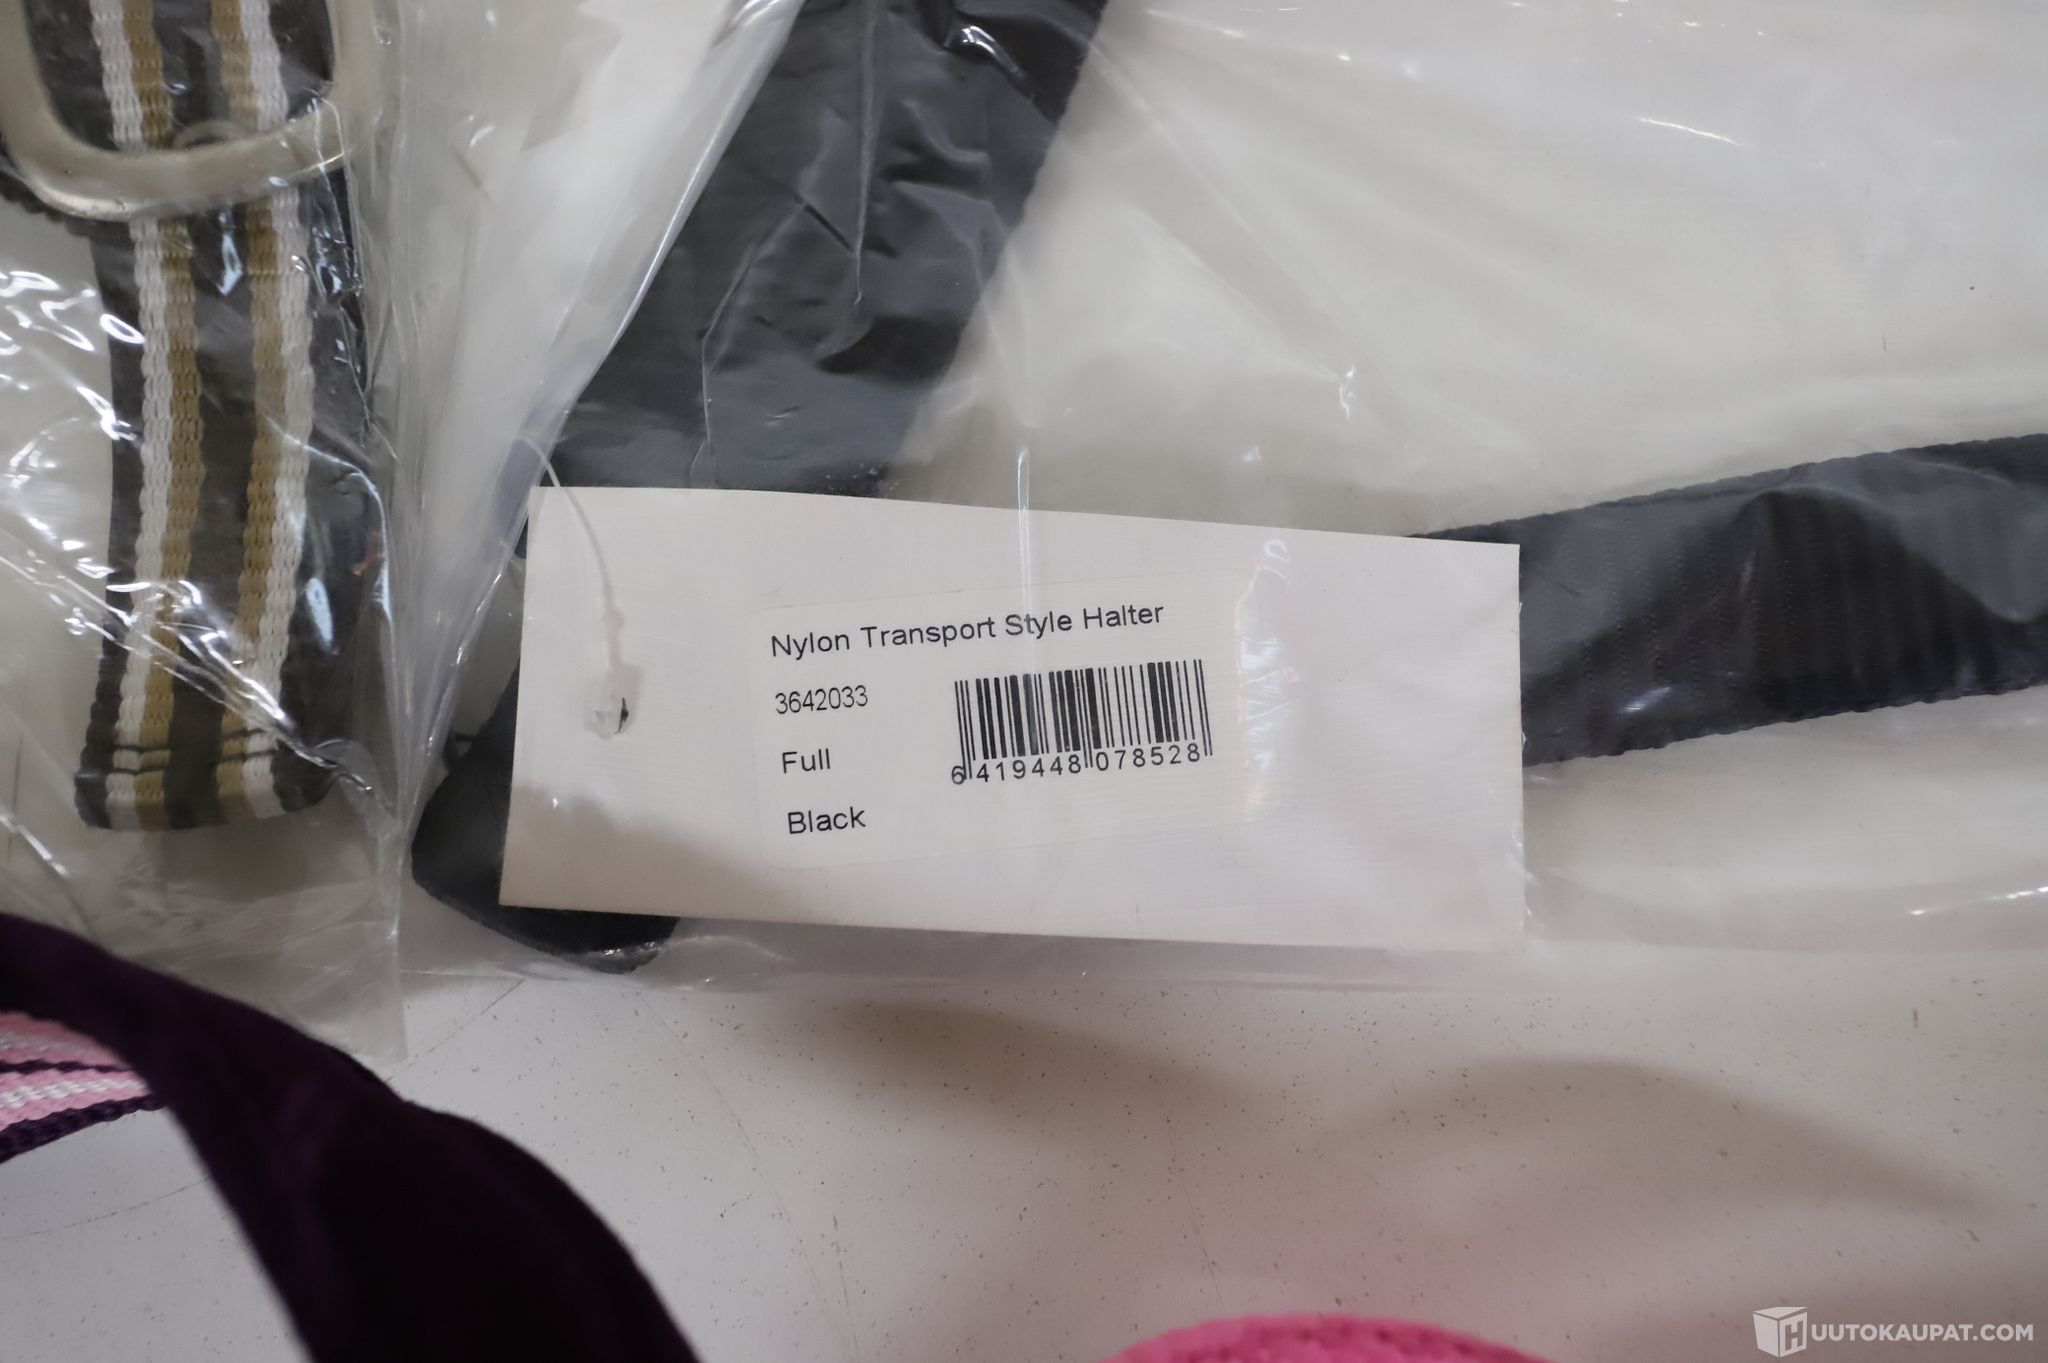 Nylon Transport Style Halter
3642033
Full
Black
6 419448 078528
HUUTOKAUPAT.COM